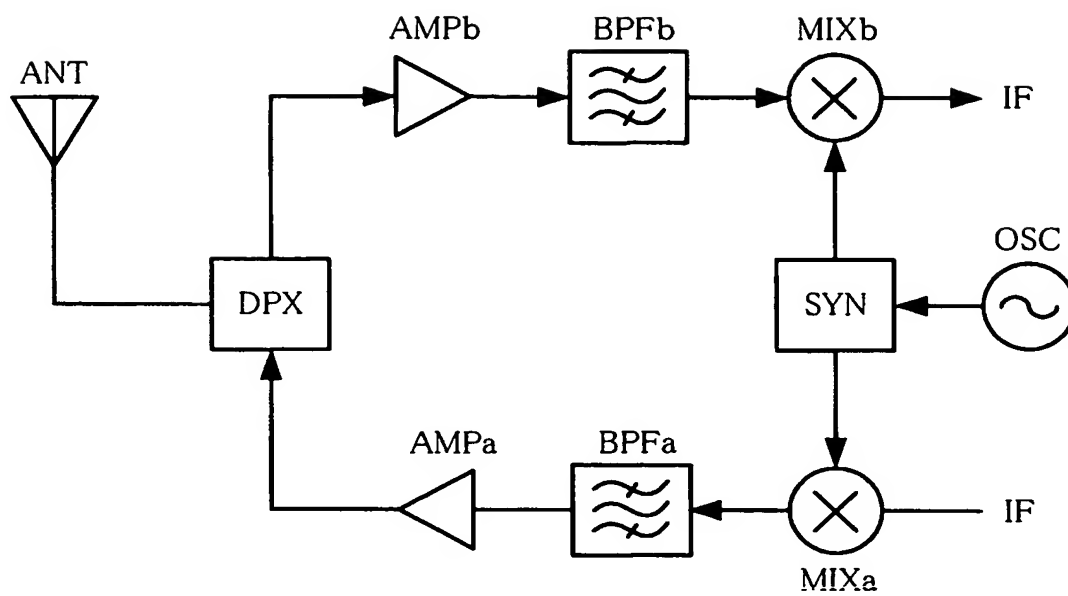 AMPb
BPFb
MIXb
ANT
IF
OSC
DPX
SYN
AMPa
BPFa
IF
MIXa